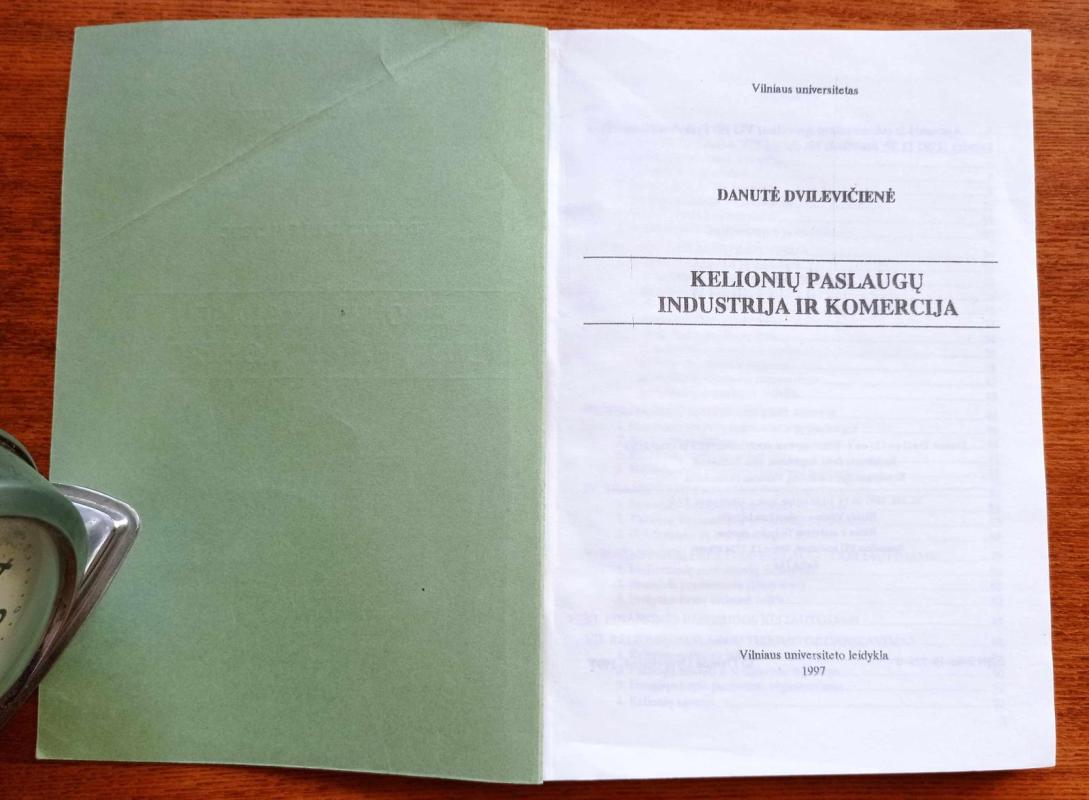 Vilniaus universitetas
DANUTĖ DVILEVIČIENĖ
KELIONIŲ PASLAUGŲ
INDUSTRIJA IR KOMERCIJA
Vilniaus universiteto leidykla
1997